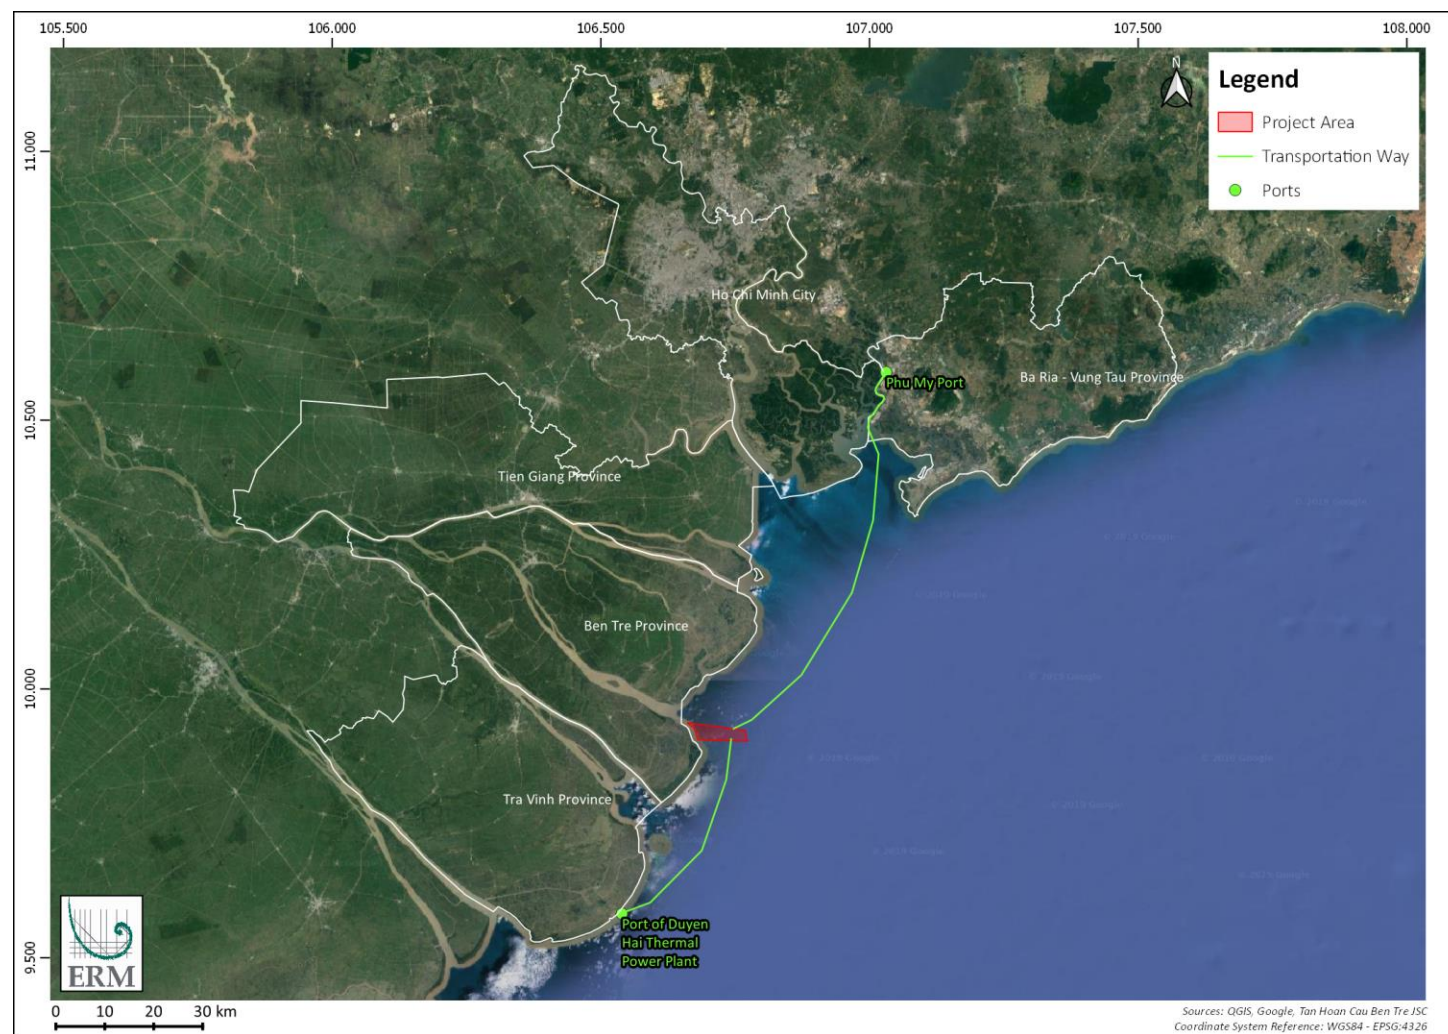 105.500 106.000 106.500 107.000 107.500 108.000
N
Legend
Project Area
Transportation Way
Ports
11.000
10.500
10.000
9.500
Ho Chi Minh City
Phu My Port
Ba Ria - Vung Tau Province
Tien Giang Province
Ben Tre Province
Tra Vinh Province
Port of Duyen
Hai Thermal
Power Plant
ERM
0 10 20 30 km
Sources: QGIS, Google, Tan Hoan Cau Ben Tre JSC
Coordinate System Reference: WGS84 - EPSG:4326